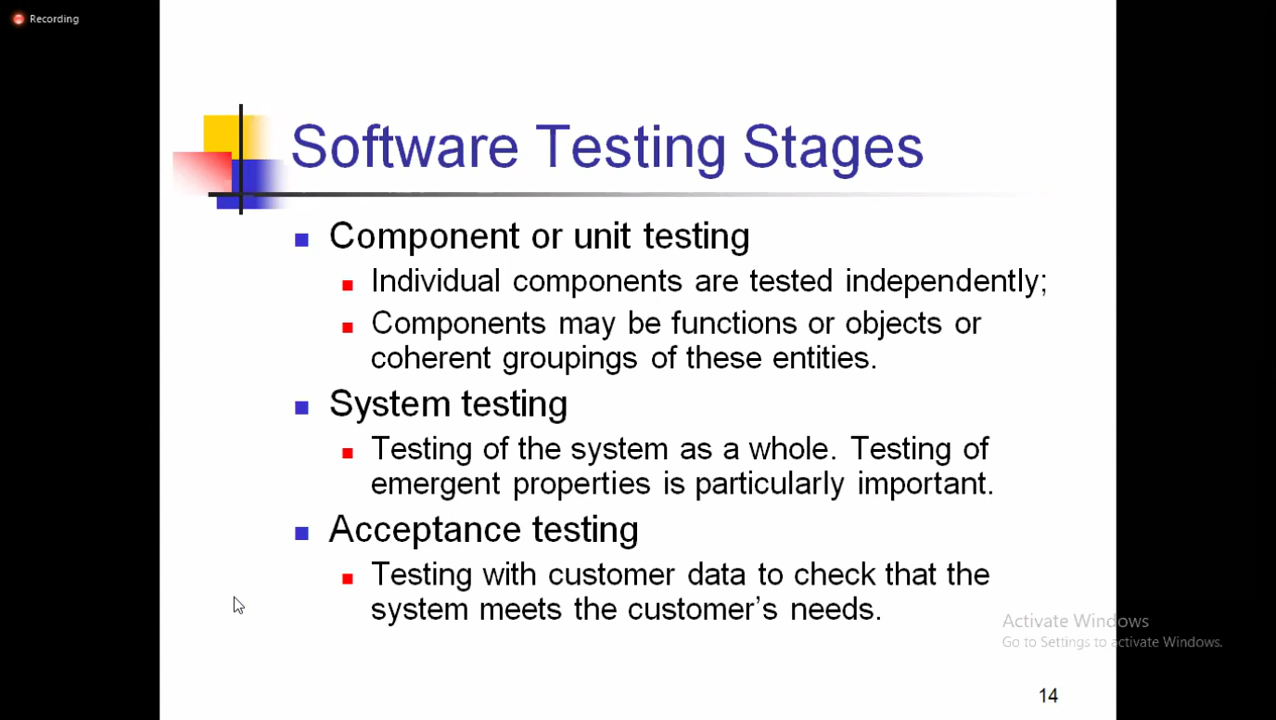 Recording
Software Testing Stages
Component or unit testing
Individual components are tested independently;
Components may be functions or objects or
coherent groupings of these entities.
System testing
Testing of the system as a whole. Testing of
emergent properties is particularly important.
Acceptance testing
Testing with customer data to check that the
system meets the customer’s needs.
Activate Windows
Go to Settings to activate Windows.
14